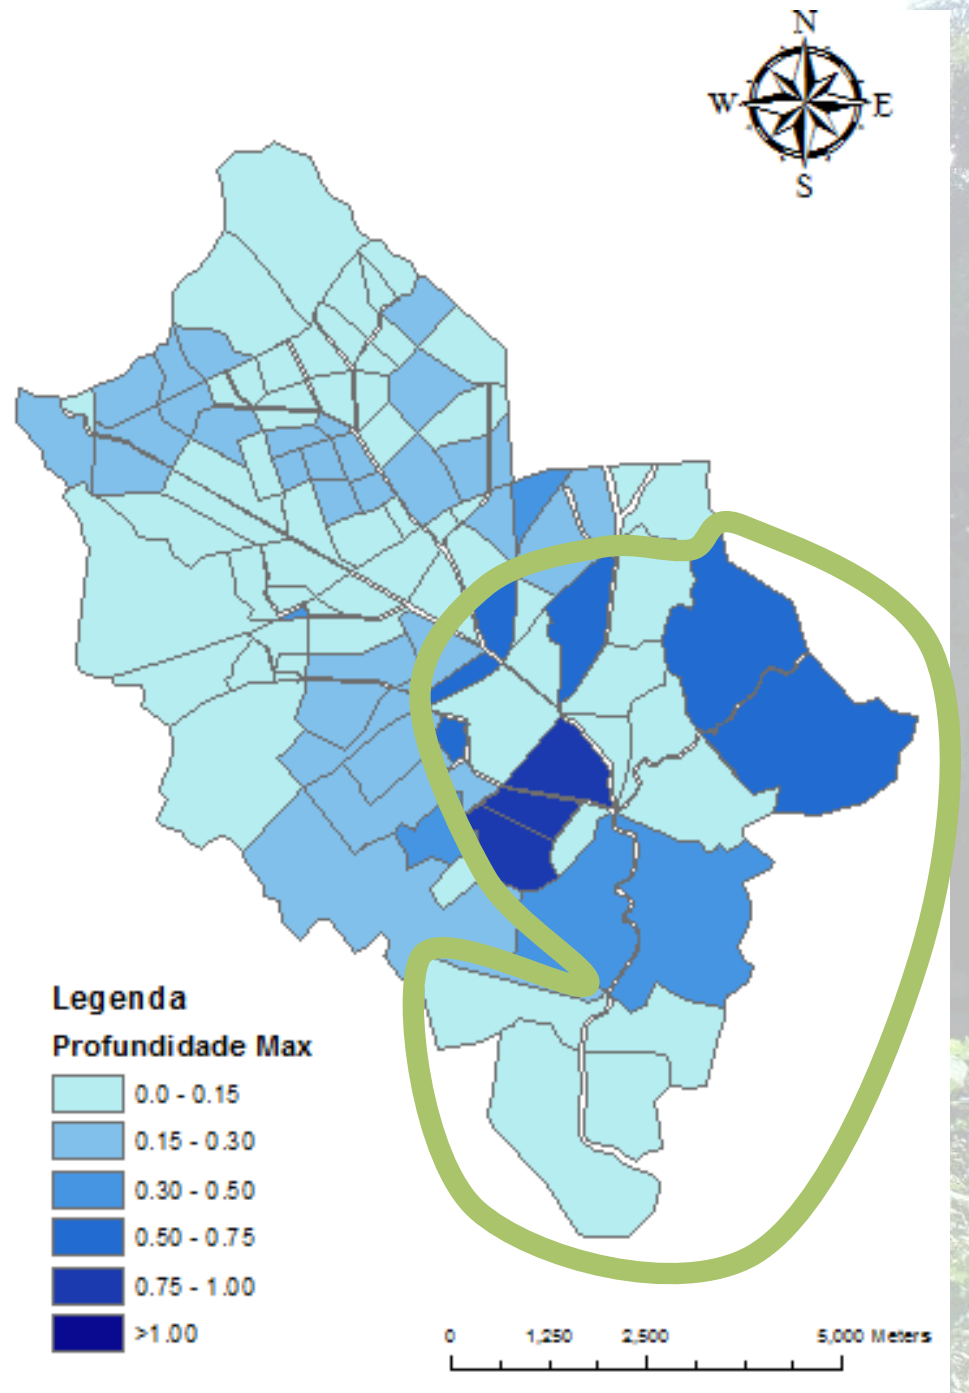 N
W E
S
Legenda
Profundidade Max
0.0 - 0.15
0.15 - 0.30
0.30 - 0.50
0.50 - 0.75
0.75 - 1.00
>1.00
0 1,250 2,500 5,000 Meters